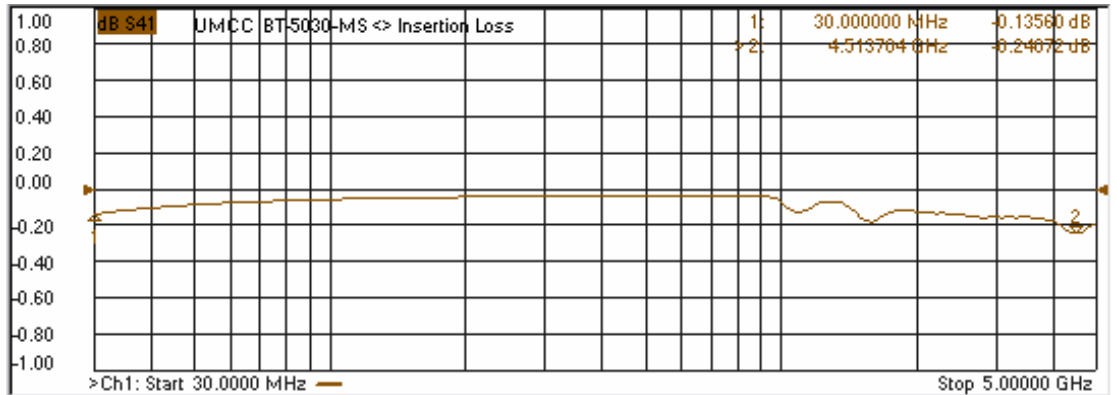 1.00
dB S41 UMCC BT-5030-MS <> Insertion Loss
1: 30.000000 MHz -0.13560 dB
>2: 4.513704 GHz -0.24072 dB
0.80
0.60
0.40
0.20
0.00
-0.20
-0.40
-0.60
-0.80
-1.00
1
2
>Ch1: Start 30.0000 MHz
Stop 5.00000 GHz